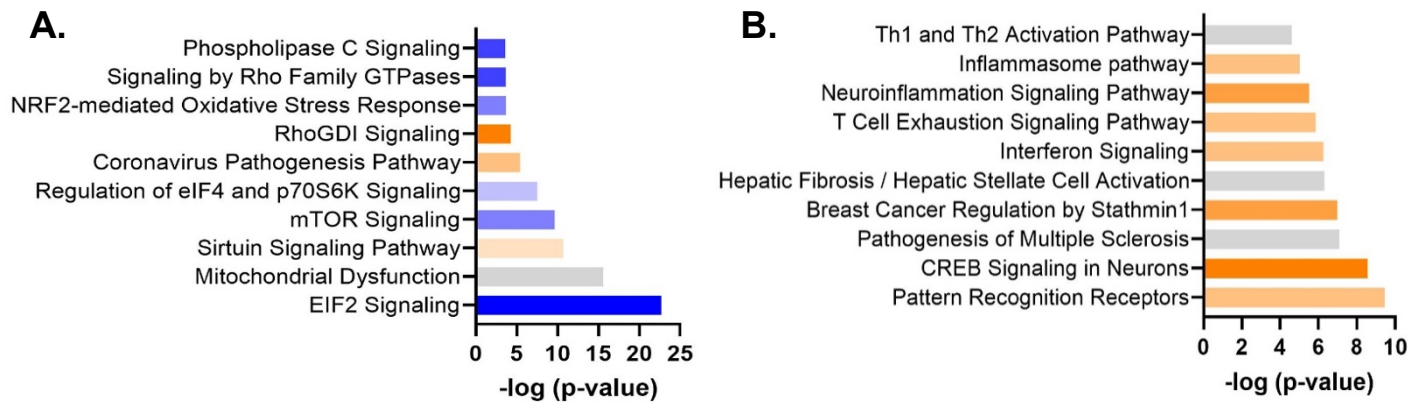 A.
Phospholipase C Signaling
Signaling by Rho Family GTPases
NRF2-mediated Oxidative Stress Response
RhoGDI Signaling
Coronavirus Pathogenesis Pathway
Regulation of eIF4 and p70S6K Signaling
mTOR Signaling
Sirtuin Signaling Pathway
Mitochondrial Dysfunction
EIF2 Signaling
0 5 10 15 20 25
-log (p-value)
B.
Th1 and Th2 Activation Pathway
Inflammasome pathway
Neuroinflammation Signaling Pathway
T Cell Exhaustion Signaling Pathway
Interferon Signaling
Hepatic Fibrosis / Hepatic Stellate Cell Activation
Breast Cancer Regulation by Stathmin1
Pathogenesis of Multiple Sclerosis
CREB Signaling in Neurons
Pattern Recognition Receptors
0 2 4 6 8 10
-log (p-value)